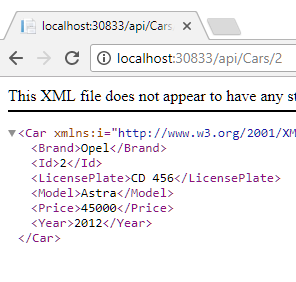 localhost:30833/api/Cars/
localhost:30833/api/Cars/2
This XML file does not appear to have any st
<Car xmlns:i="http://www.w3.org/2001/XM
<Brand>Opel</Brand>
<Id>2</Id>
<LicensePlate>CD 456</LicensePlate>
<Model>Astra</Model>
<Price>45000</Price>
<Year>2012</Year>
</Car>